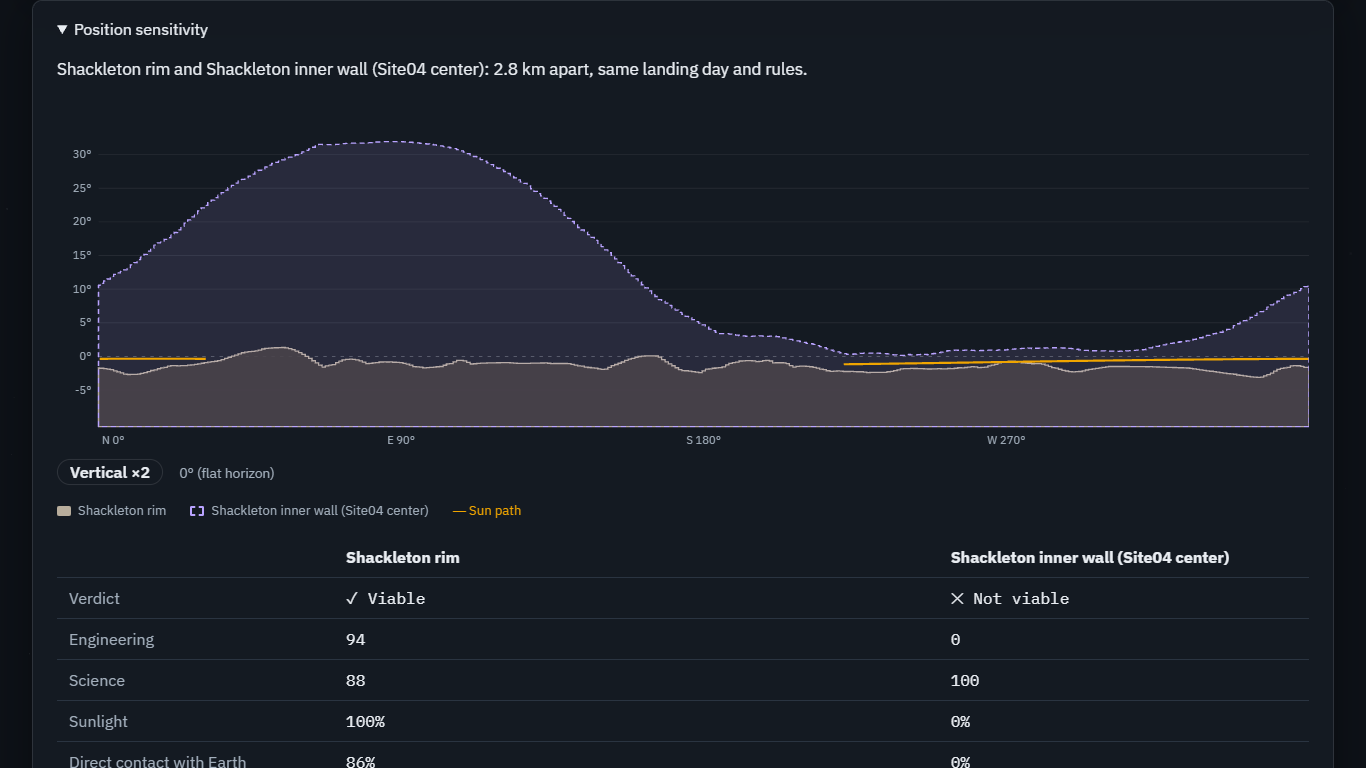 ▼ Position sensitivity
Shackleton rim and Shackleton inner wall (Site04 center): 2.8 km apart, same landing day and rules.
30°
25°
20°
15°
10°
5°
0°
-5°
N 0° E 90° S 180° W 270°
Vertical ×2 0° (flat horizon)
Shackleton rim Shackleton inner wall (Site04 center) — Sun path
Shackleton rim Shackleton inner wall (Site04 center)
Verdict ✓ Viable ✕ Not viable
Engineering 94 0
Science 88 100
Sunlight 100% 0%
Direct contact with Earth 86% 0%